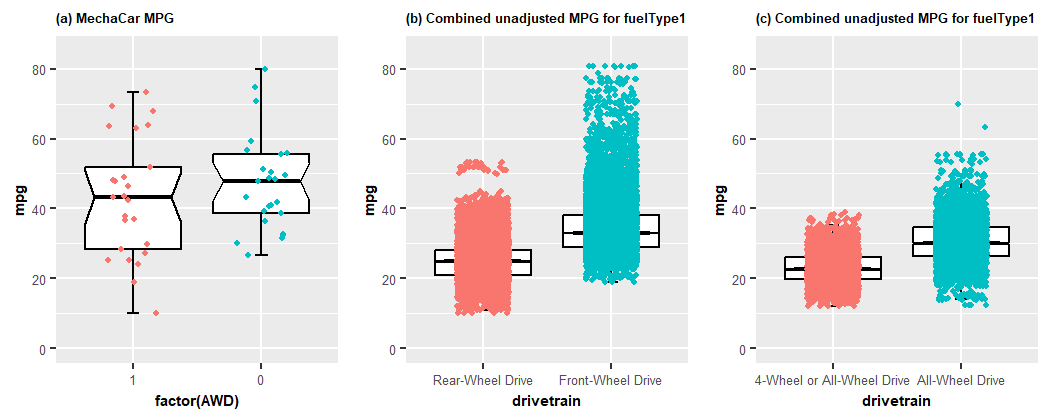 (a) MechaCar MPG
mpg
80
60
40
20
0
1 0
factor(AWD)
(b) Combined unadjusted MPG for fuelType1
mpg
80
60
40
20
0
Rear-Wheel Drive Front-Wheel Drive
drivetrain
(c) Combined unadjusted MPG for fuelType1
mpg
80
60
40
20
0
4-Wheel or All-Wheel Drive All-Wheel Drive
drivetrain